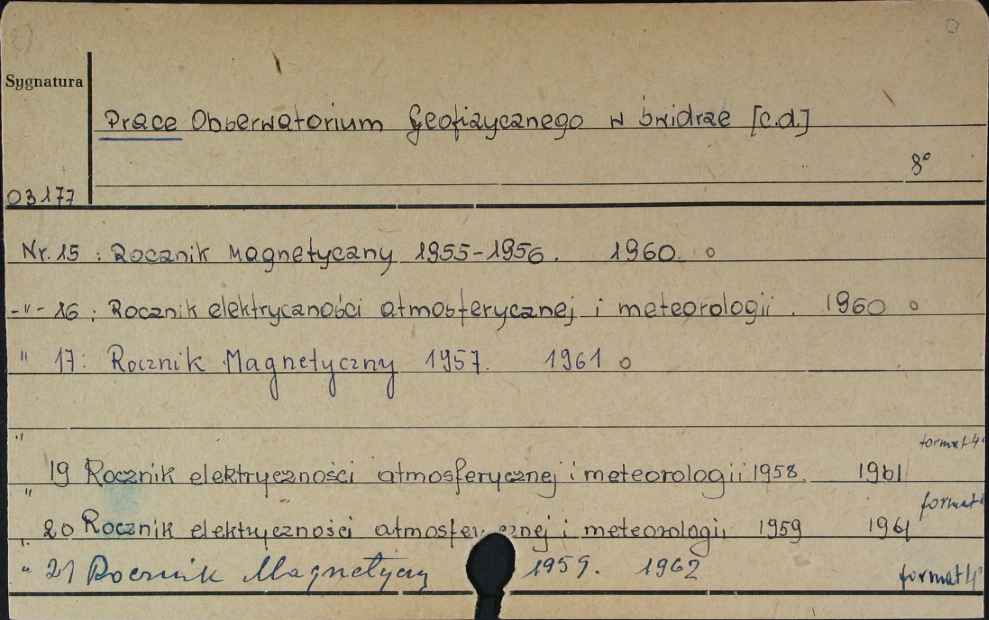 Sygnatura
Prace Obserwatorium Geofizycznego w Świdrze [c.d.]
8°
03177
Nr. 15 : Rocznik Magnetyczny 1955-1956. 1960. o
-"- 16 : Rocznik elektryczności atmosferycznej i meteorologii. 1960 o
" 17: Rocznik Magnetyczny 1957. 1961 o
" format 4°
19 Rocznik elektryczności atmosferycznej i meteorologii 1958. 1961
" format
20 Rocznik elektryczności atmosfe cznej i meteorologii 1959 1961
" 21 Rocznik Magnetyczny 1959. 1962 format 4°